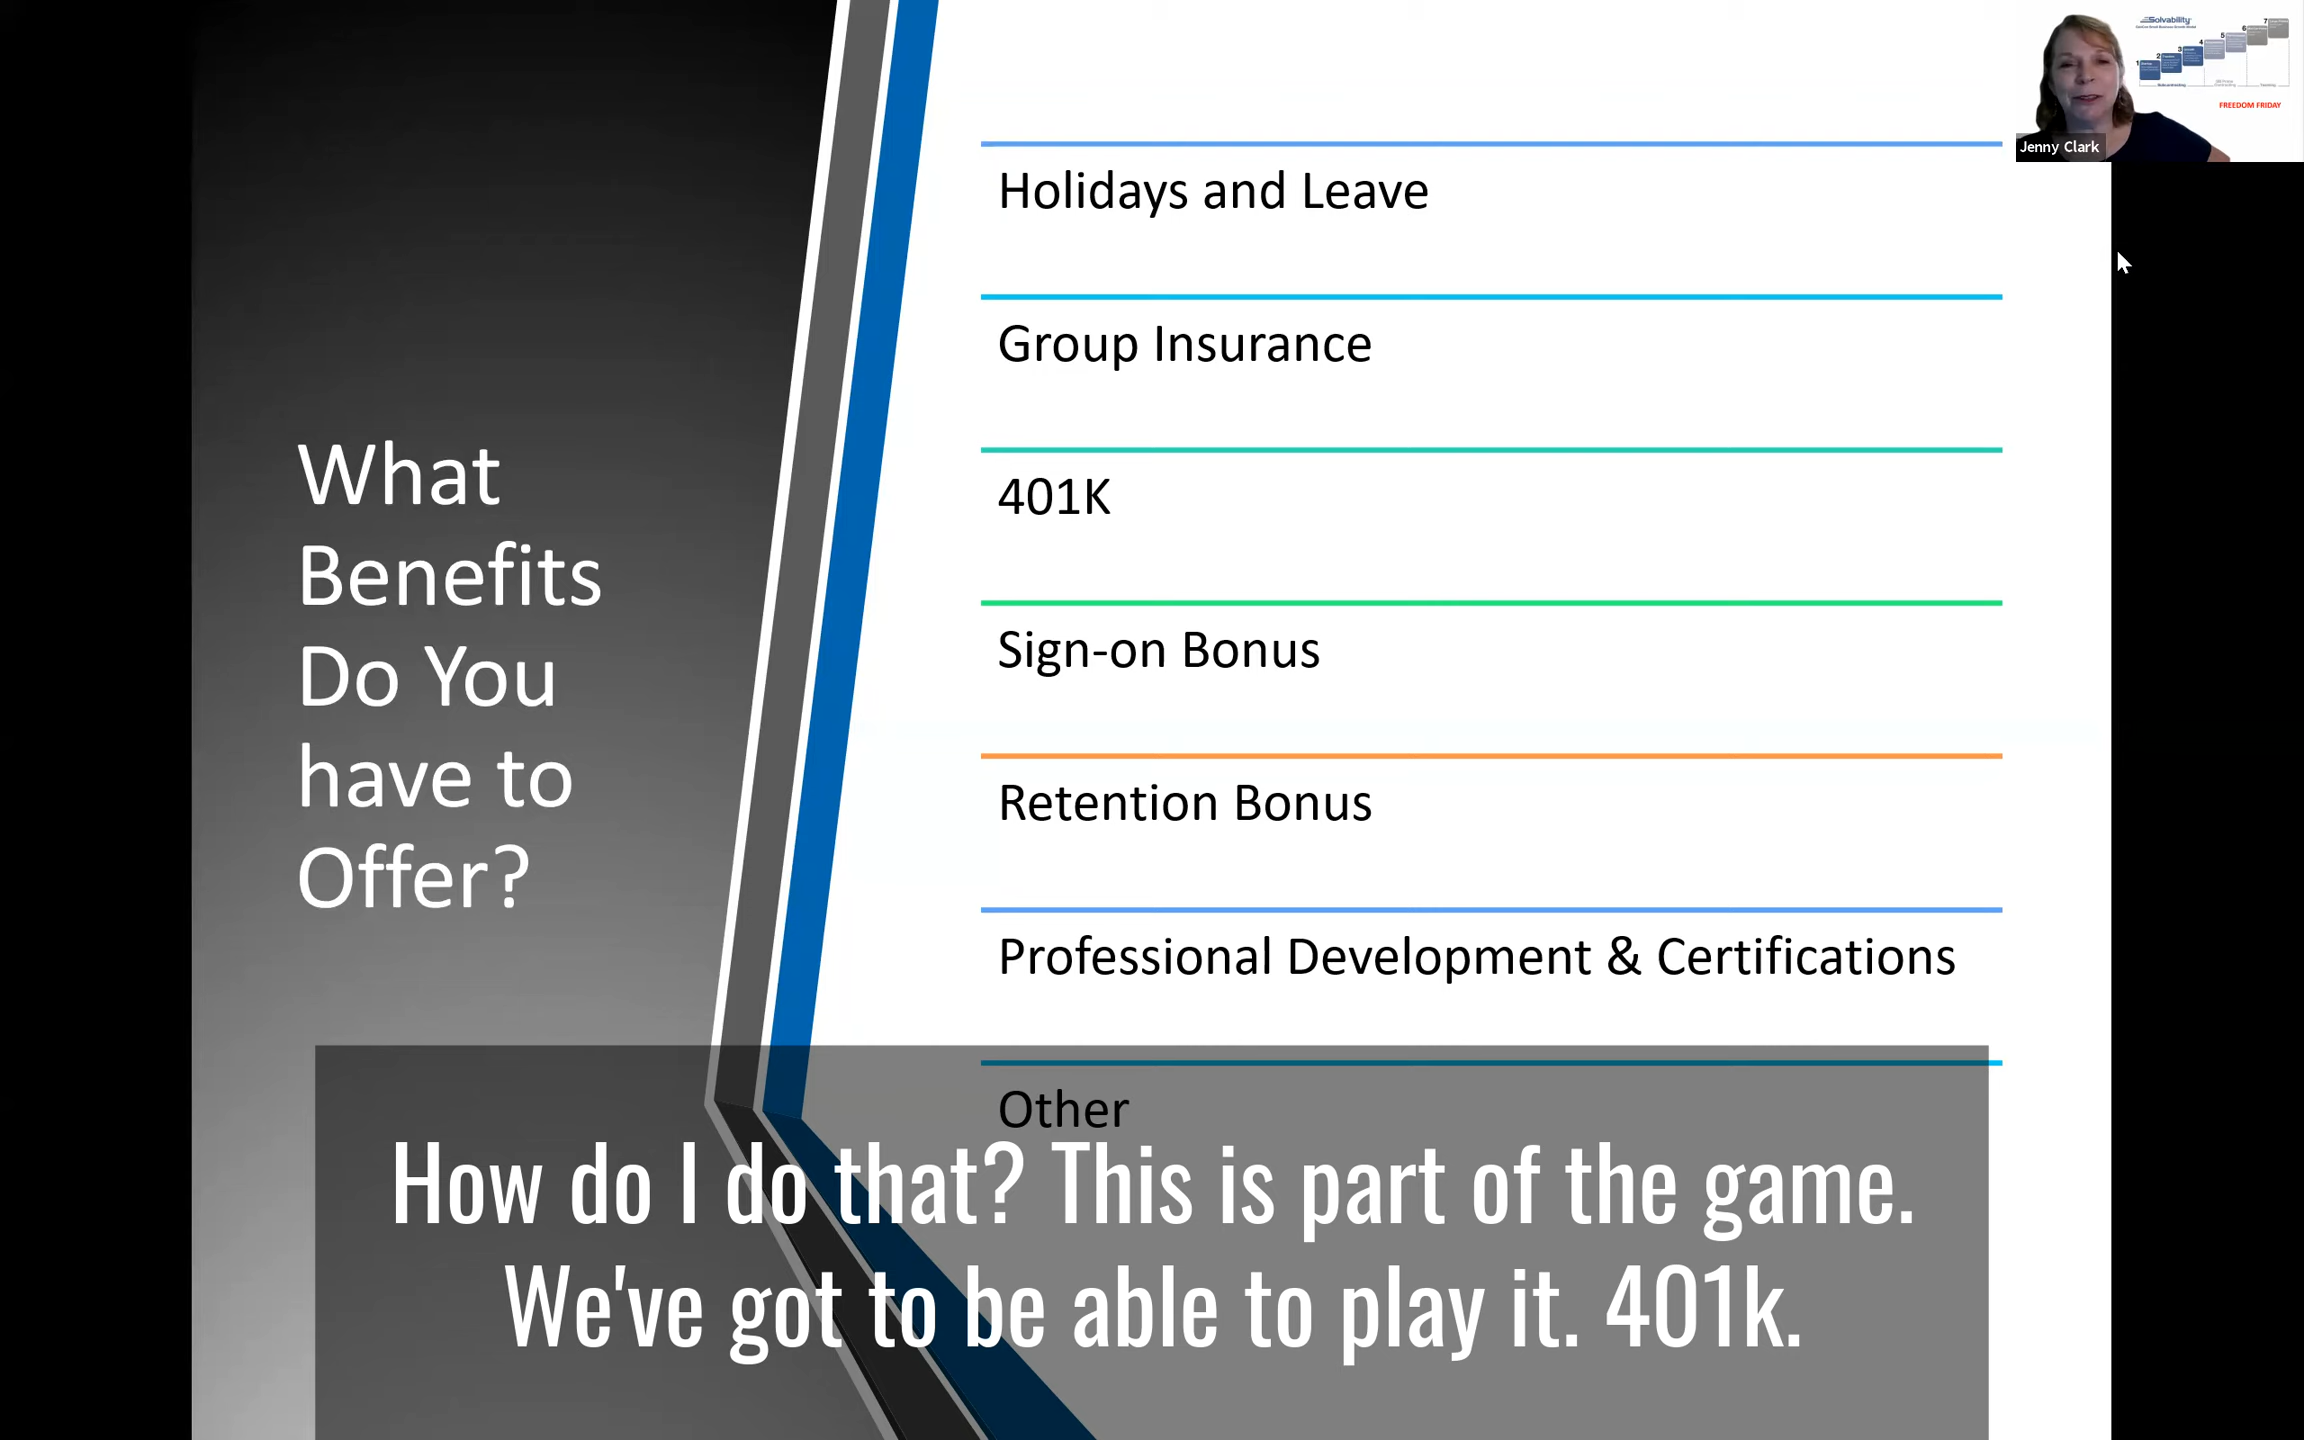 Solvability
FREEDOM FRIDAY
Jenny Clark
What
Benefits
Do You
have to
Offer?
Holidays and Leave
Group Insurance
401K
Sign-on Bonus
Retention Bonus
Professional Development & Certifications
Other
How do I do that? This is part of the game.
We've got to be able to play it. 401k.